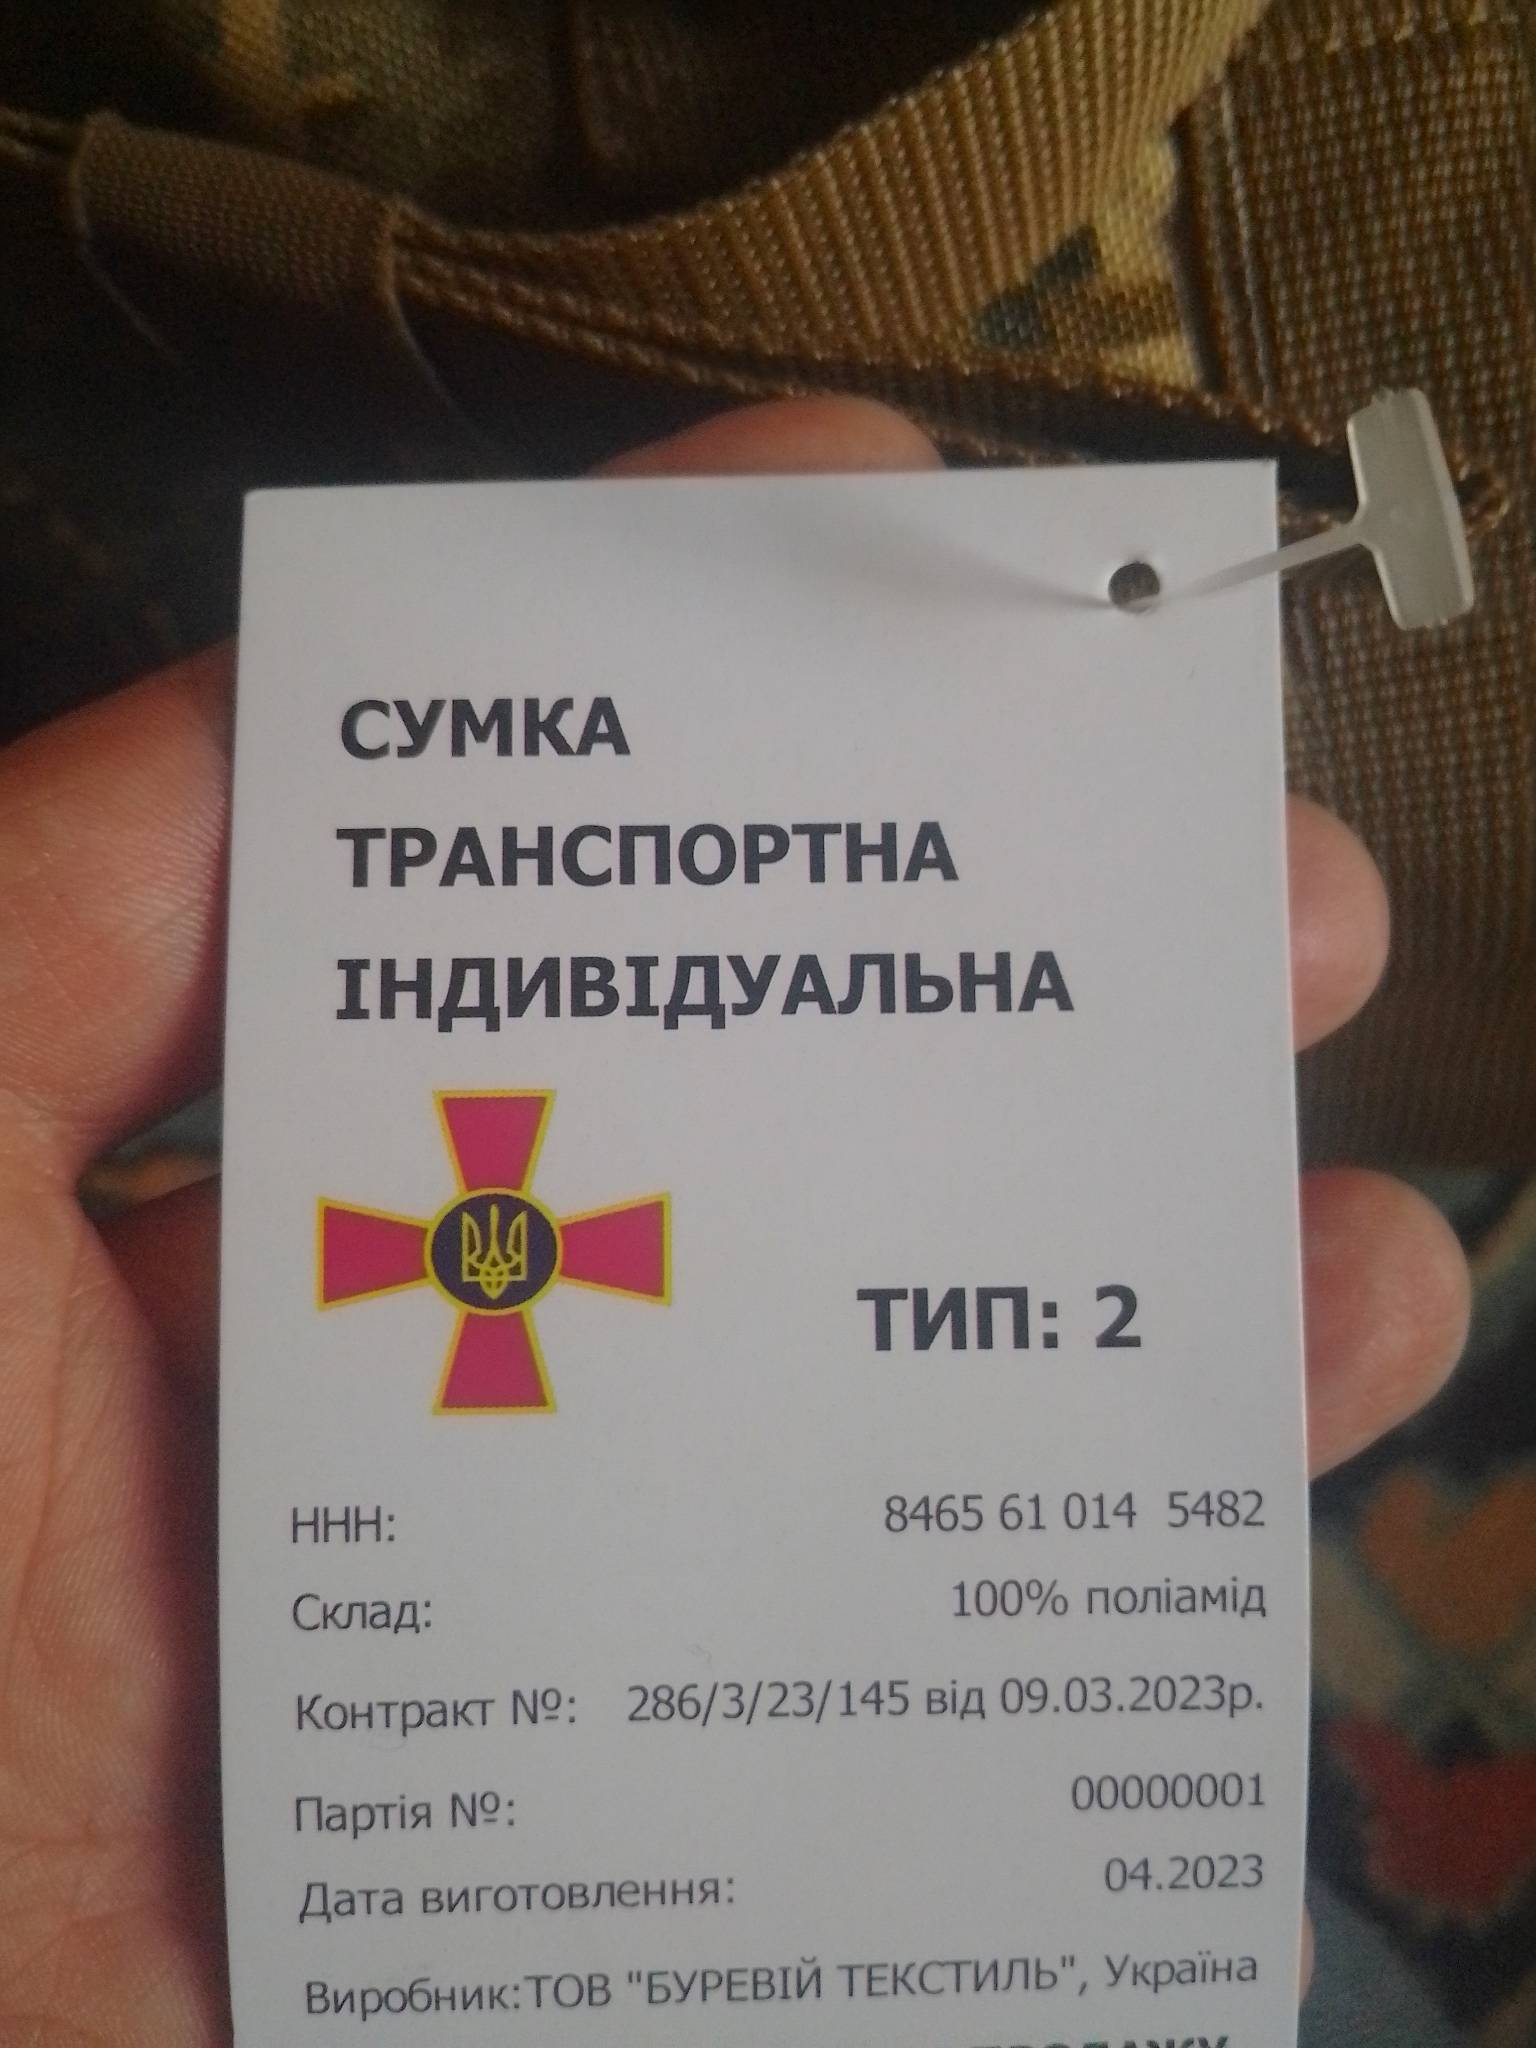 СУМКА
ТРАНСПОРТНА
ІНДИВІДУАЛЬНА
ТИП: 2
ННН: 8465 61 014 5482
Склад: 100% поліамід
Контракт №: 286/3/23/145 від 09.03.2023р.
Партія №: 00000001
Дата виготовлення: 04.2023
Виробник:ТОВ "БУРЕВІЙ ТЕКСТИЛЬ", Україна